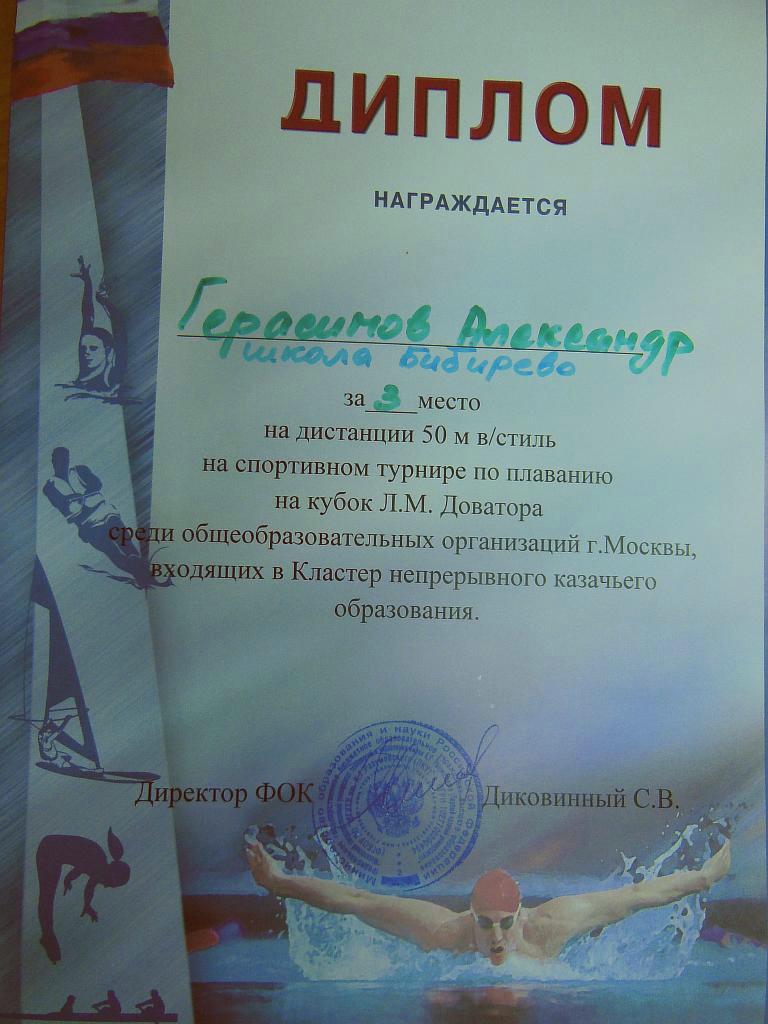 ДИПЛОМ
НАГРАЖДАЕТСЯ
Герасимов Александр
школа Бибирево
за 3 место
на дистанции 50 м в/стиль
на спортивном турнире по плаванию
на кубок Л.М. Доватора
среди общеобразовательных организаций г.Москвы,
входящих в Кластер непрерывного казачьего
образования.
Директор ФОК Диковинный С.В.